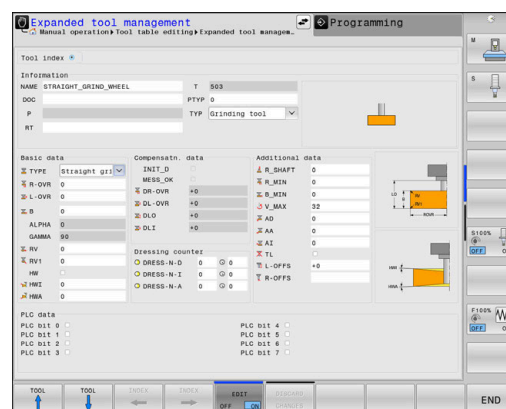 Expanded tool management
Programming
Manual operation▸Tool table editing▸Expanded tool managem…
Tool index
Information
NAME STRAIGHT_GRIND_WHEEL T 503
DOC PTYP 0
P TYP Grinding tool
RT
Basic data
TYPE Straight gri
R-OVR 0
L-OVR 0
B 0
ALPHA 0
GAMMA 90
RV 0
RV1 0
HW
HWI 0
HWA 0
Compensatn. data
INIT_D
MESS_OK
DR-OVR +0
DL-OVR +0
DLO +0
DLI +0
Dressing counter
DRESS-N-D 0 0
DRESS-N-I 0 0
DRESS-N-A 0 0
Additional data
R_SHAFT 0
R_MIN 0
B_MIN 0
V_MAX 32
AD 0
AA 0
AI 0
TL
L-OFFS +0
R-OFFS
LO
B
RV
RV1
ROVR
HWI
HWA
PLC data
PLC bit 0 PLC bit 4
PLC bit 1 PLC bit 5
PLC bit 2 PLC bit 6
PLC bit 3 PLC bit 7
M
S
S100%
OFF
F100%
OFF
TOOL
TOOL
INDEX
INDEX
EDIT
OFF ON
DISCARD
CHANGES
END